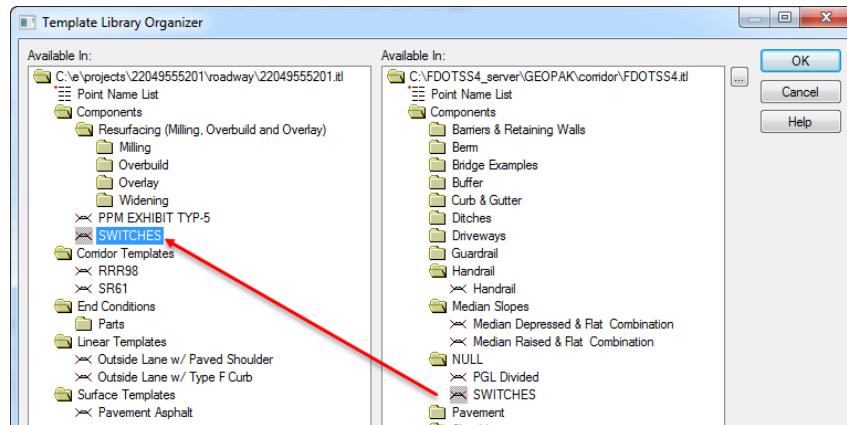 Template Library Organizer
Available In:
C:\e\projects\22049555201\roadway\22049555201.itl
Point Name List
Components
Resurfacing (Milling, Overbuild and Overlay)
Milling
Overbuild
Overlay
Widening
PPM EXHIBIT TYP-5
SWITCHES
Corridor Templates
RRR98
SR61
End Conditions
Parts
Linear Templates
Outside Lane w/ Paved Shoulder
Outside Lane w/ Type F Curb
Surface Templates
Pavement Asphalt
Available In:
C:\FDOTSS4_server\GEOPAK\corridor\FDOTSS4.itl
Point Name List
Components
Barriers & Retaining Walls
Berm
Bridge Examples
Buffer
Curb & Gutter
Ditches
Driveways
Guardrail
Handrail
Handrail
Median Slopes
Median Depressed & Flat Combination
Median Raised & Flat Combination
NULL
PGL Divided
SWITCHES
Pavement
...
OK
Cancel
Help